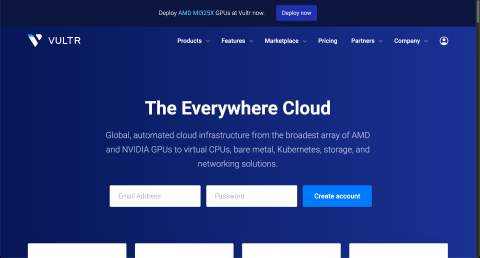 Deploy AMD MI325X GPUs at Vultr now. Deploy now
VULTR Products Features Marketplace Pricing Partners Company
The Everywhere Cloud
Global, automated cloud infrastructure from the broadest array of AMD
and NVIDIA GPUs to virtual CPUs, bare metal, Kubernetes, storage, and
networking solutions.
Email Address Password Create account